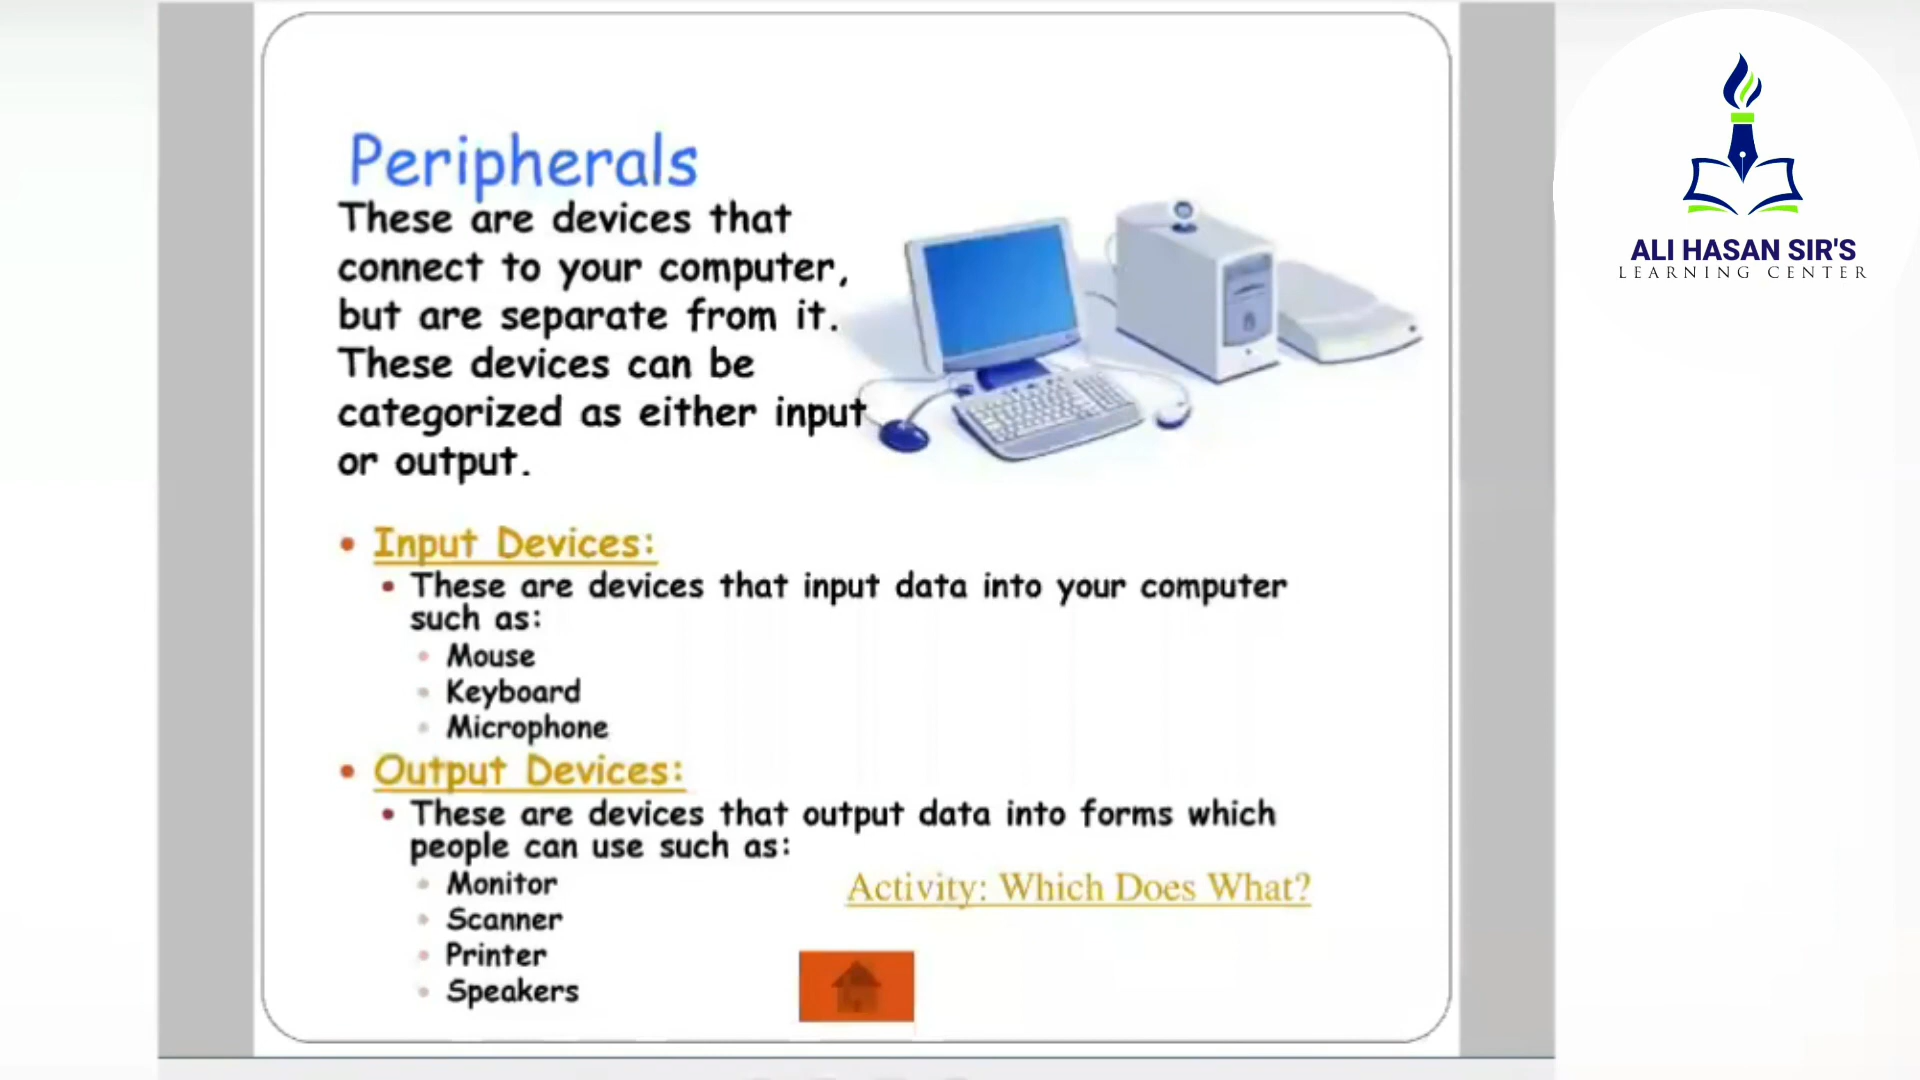 Peripherals
These are devices that
connect to your computer,
but are separate from it.
These devices can be
categorized as either input
or output.
• Input Devices:
• These are devices that input data into your computer
such as:
• Mouse
• Keyboard
• Microphone
• Output Devices:
• These are devices that output data into forms which
people can use such as:
• Monitor
• Scanner
• Printer
• Speakers
Activity: Which Does What?
ALI HASAN SIR'S
LEARNING CENTER